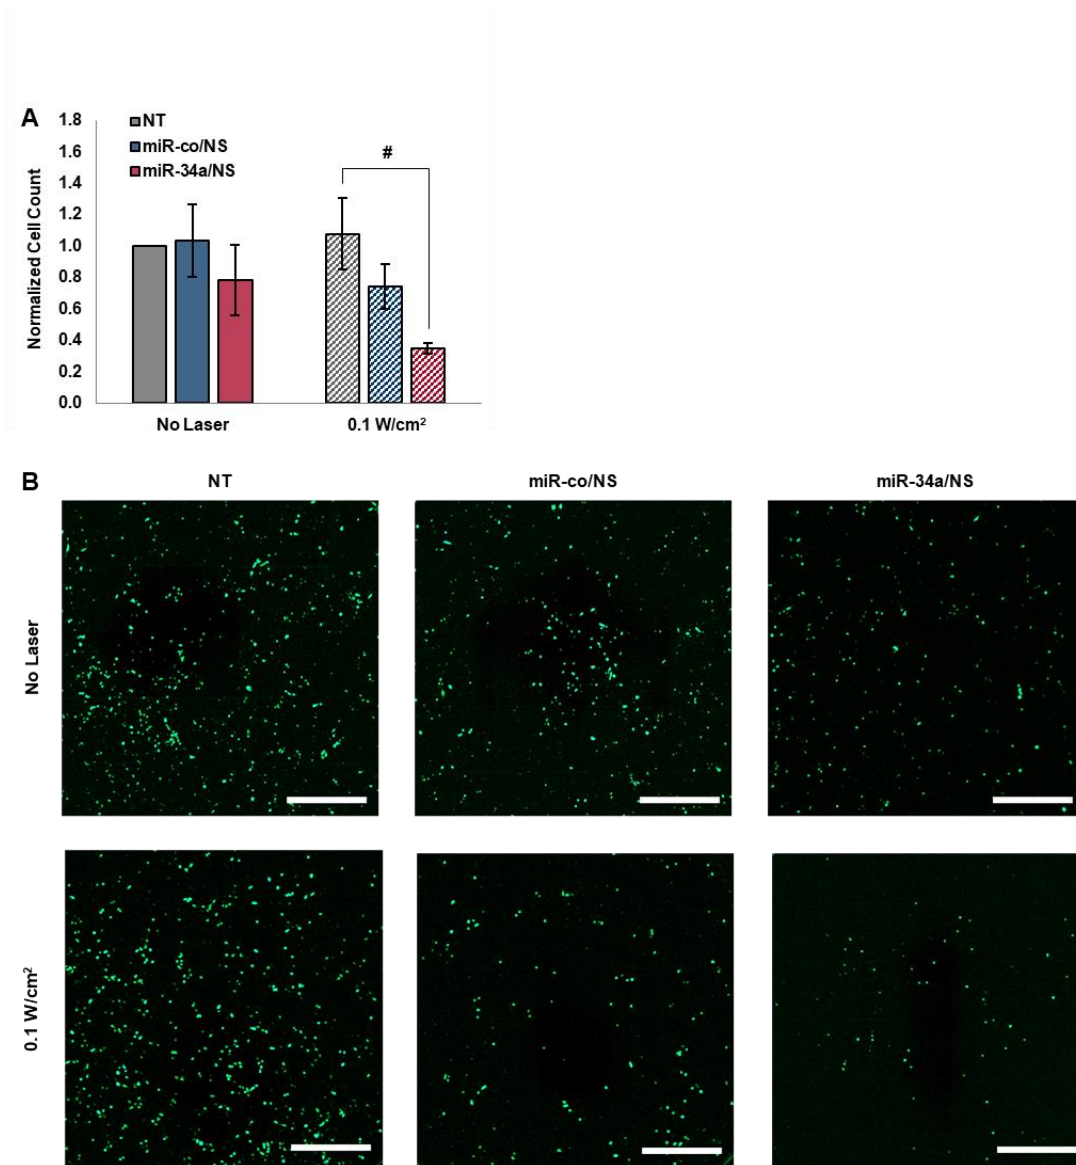 A
1.8
1.6
1.4
1.2
1.0
0.8
0.6
0.4
0.2
0.0
Normalized Cell Count
NT
miR-co/NS
miR-34a/NS
#
No Laser
0.1 W/cm²
B
NT
miR-co/NS
miR-34a/NS
No Laser
0.1 W/cm²